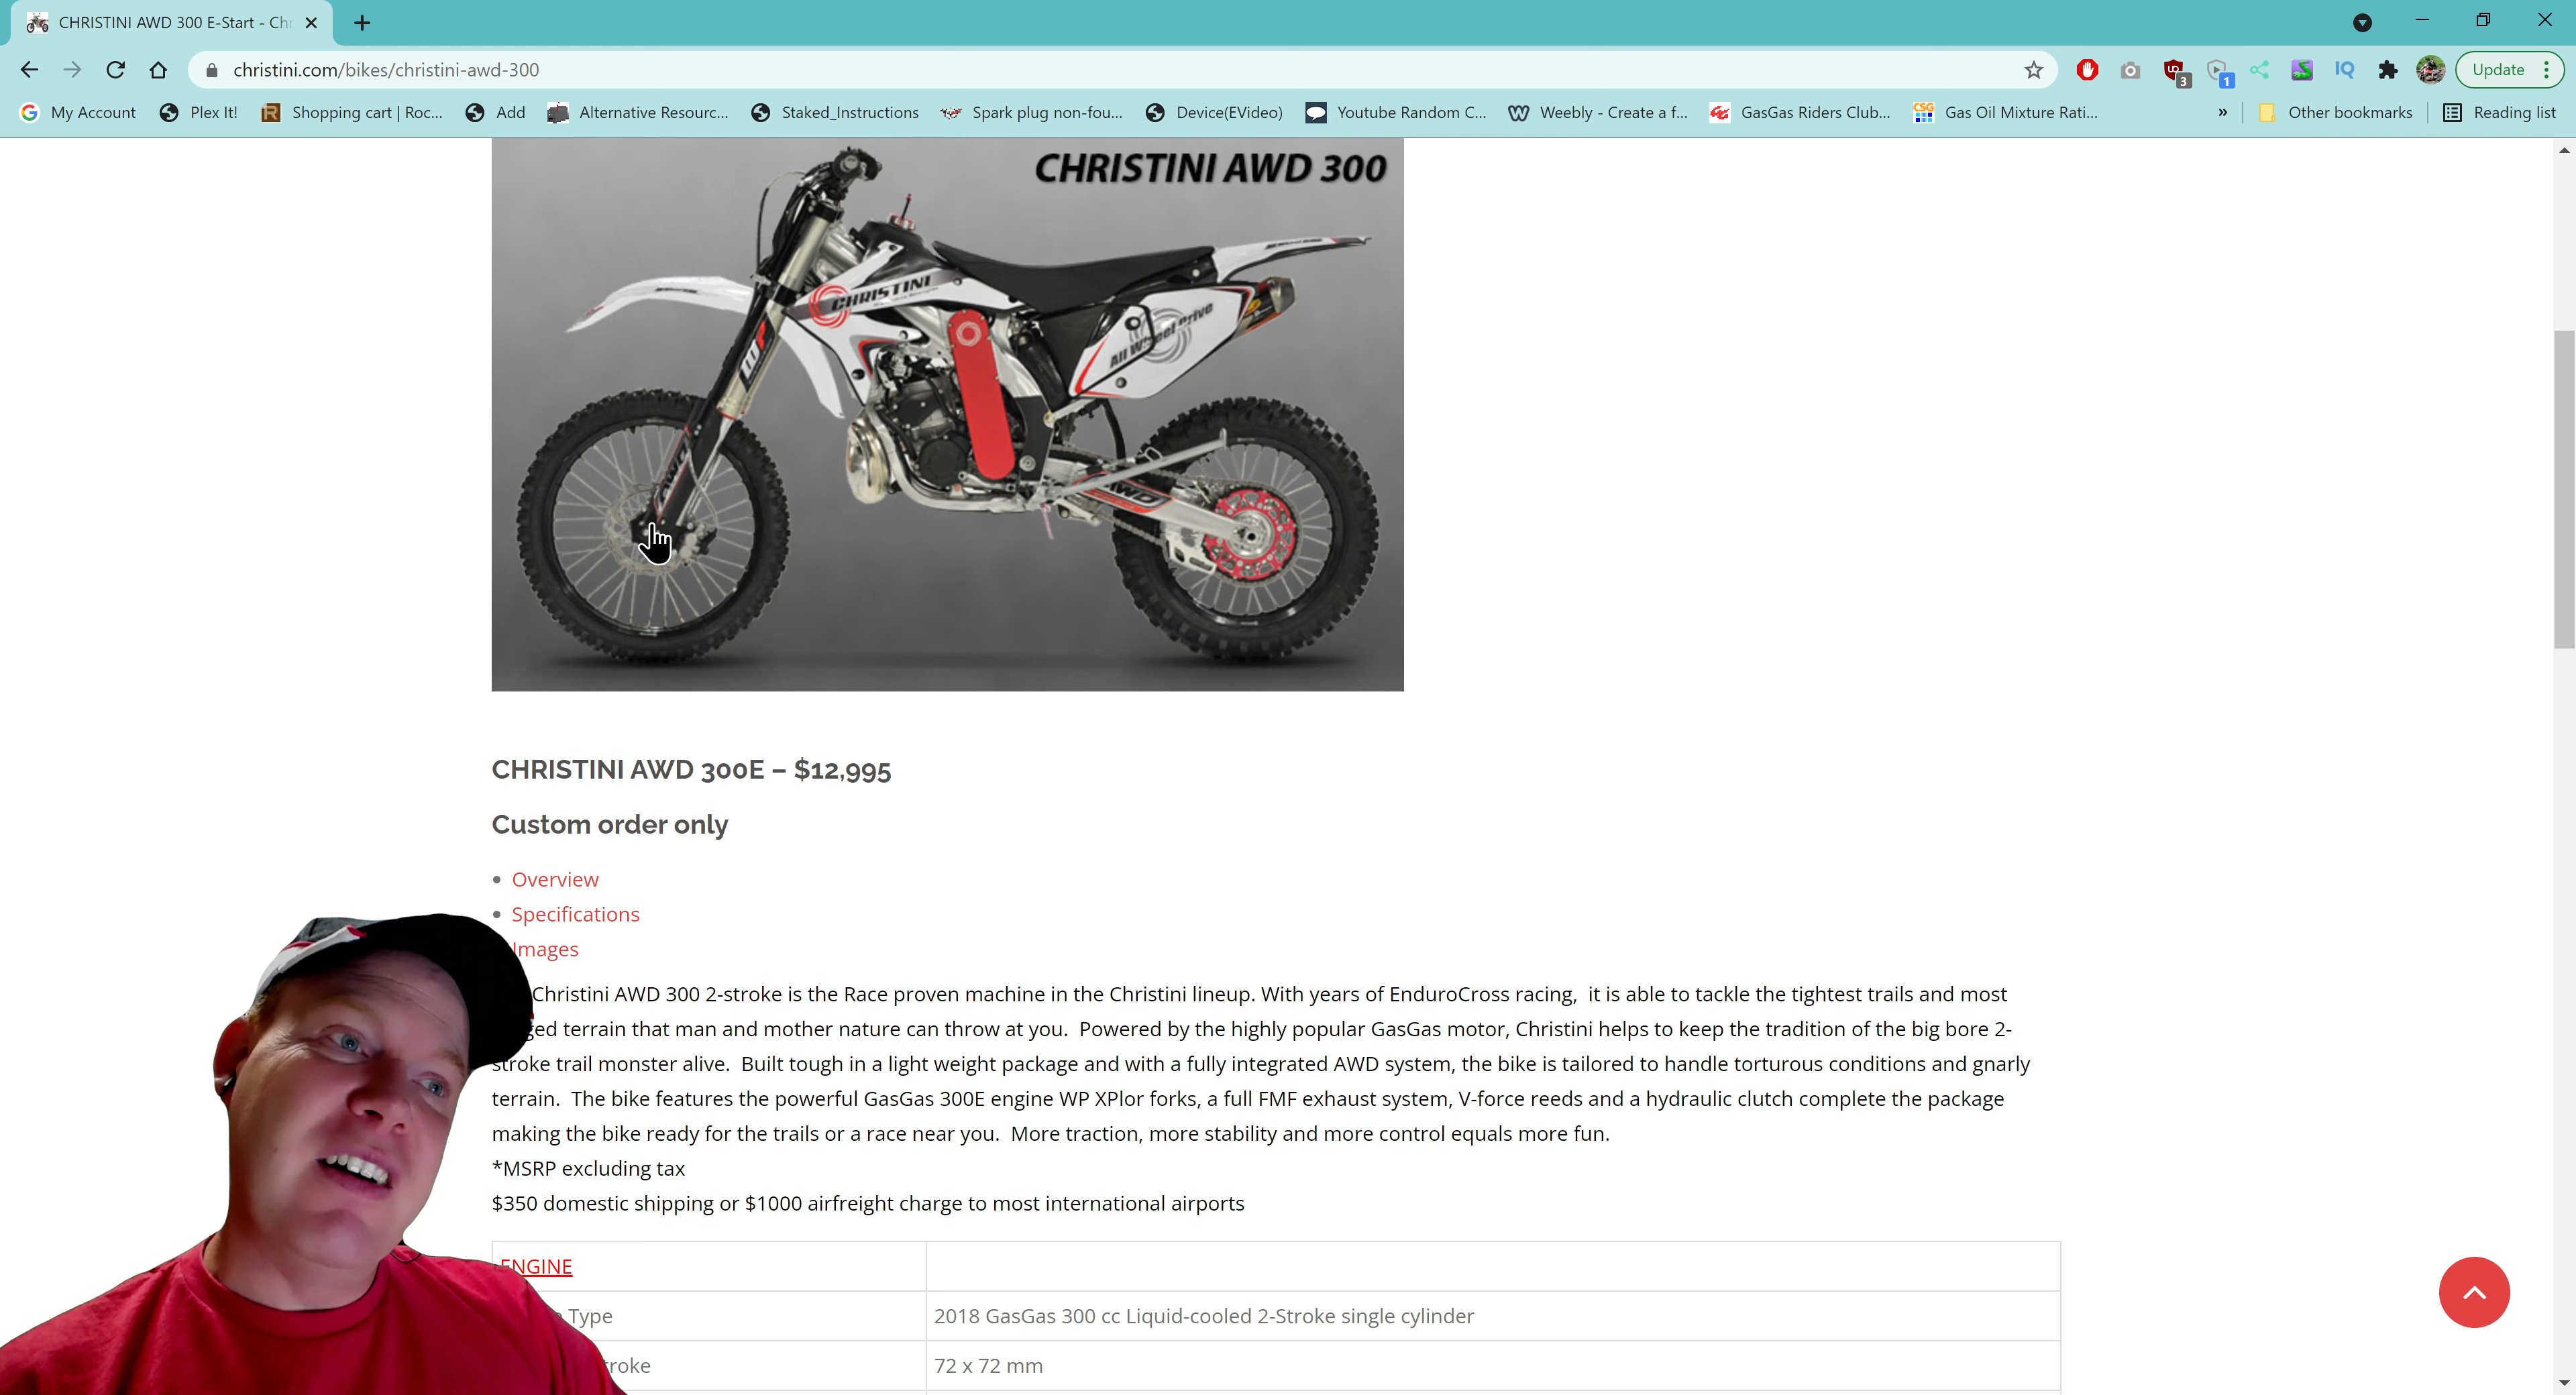 CHRISTINI AWD 300 E-Start - Chr
christini.com/bikes/christini-awd-300
Update
3
1
IQ
My Account
Plex It!
Shopping cart | Roc...
Add
Alternative Resourc...
Staked_Instructions
Spark plug non-fou...
Device(EVideo)
Youtube Random C...
Weebly - Create a f...
GasGas Riders Club...
CSG
Gas Oil Mixture Rati...
»
Other bookmarks
Reading list
CHRISTINI AWD 300
CHRISTINI
All Wheel Drive
AWD
CHRISTINI AWD 300E – $12,995
Custom order only
• Overview
• Specifications
Images
Christini AWD 300 2-stroke is the Race proven machine in the Christini lineup. With years of EnduroCross racing, it is able to tackle the tightest trails and most
ged terrain that man and mother nature can throw at you. Powered by the highly popular GasGas motor, Christini helps to keep the tradition of the big bore 2-
stroke trail monster alive. Built tough in a light weight package and with a fully integrated AWD system, the bike is tailored to handle torturous conditions and gnarly
terrain. The bike features the powerful GasGas 300E engine WP XPlor forks, a full FMF exhaust system, V-force reeds and a hydraulic clutch complete the package
making the bike ready for the trails or a race near you. More traction, more stability and more control equals more fun.
*MSRP excluding tax
$350 domestic shipping or $1000 airfreight charge to most international airports
ENGINE
Type
2018 GasGas 300 cc Liquid-cooled 2-Stroke single cylinder
troke
72 x 72 mm